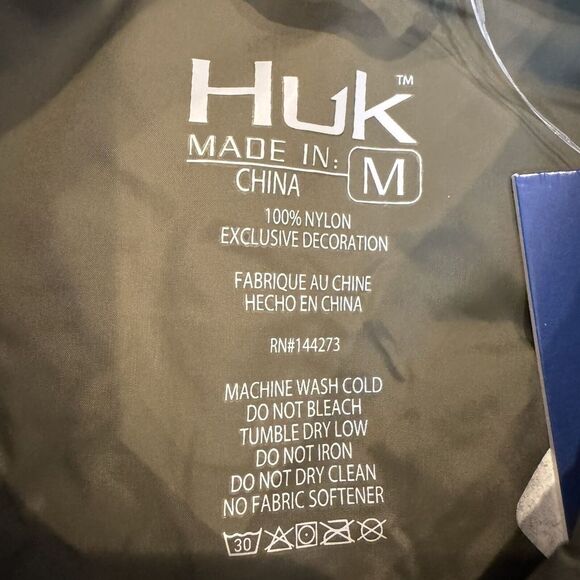 Huk™
MADE IN:
CHINA
M
100% NYLON
EXCLUSIVE DECORATION
FABRIQUE AU CHINE
HECHO EN CHINA
RN#144273
MACHINE WASH COLD
DO NOT BLEACH
TUMBLE DRY LOW
DO NOT IRON
DO NOT DRY CLEAN
NO FABRIC SOFTENER
30